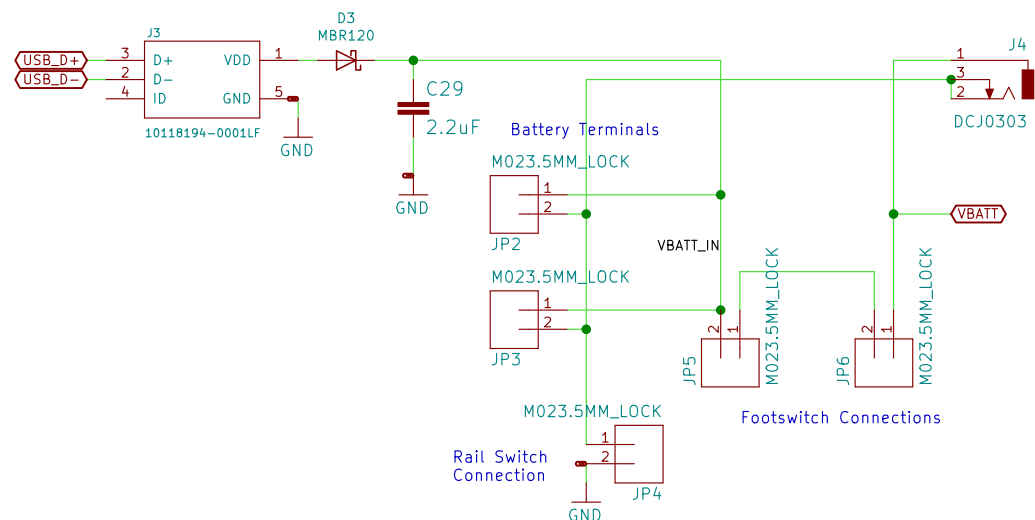 J3
USB_D+
3
D+
VDD
1
USB_D-
2
D-
4
ID
GND
5
10118194-0001LF
GND
D3
MBR120
C29
2.2uF
GND
J4
1
3
2
DCJ0303
Battery Terminals
M023.5MM_LOCK
1
2
JP2
VBATT
VBATT_IN
M023.5MM_LOCK
1
2
JP3
2
1
JP5
M023.5MM_LOCK
2
1
JP6
M023.5MM_LOCK
Footswitch Connections
M023.5MM_LOCK
1
2
JP4
Rail Switch
Connection
GND